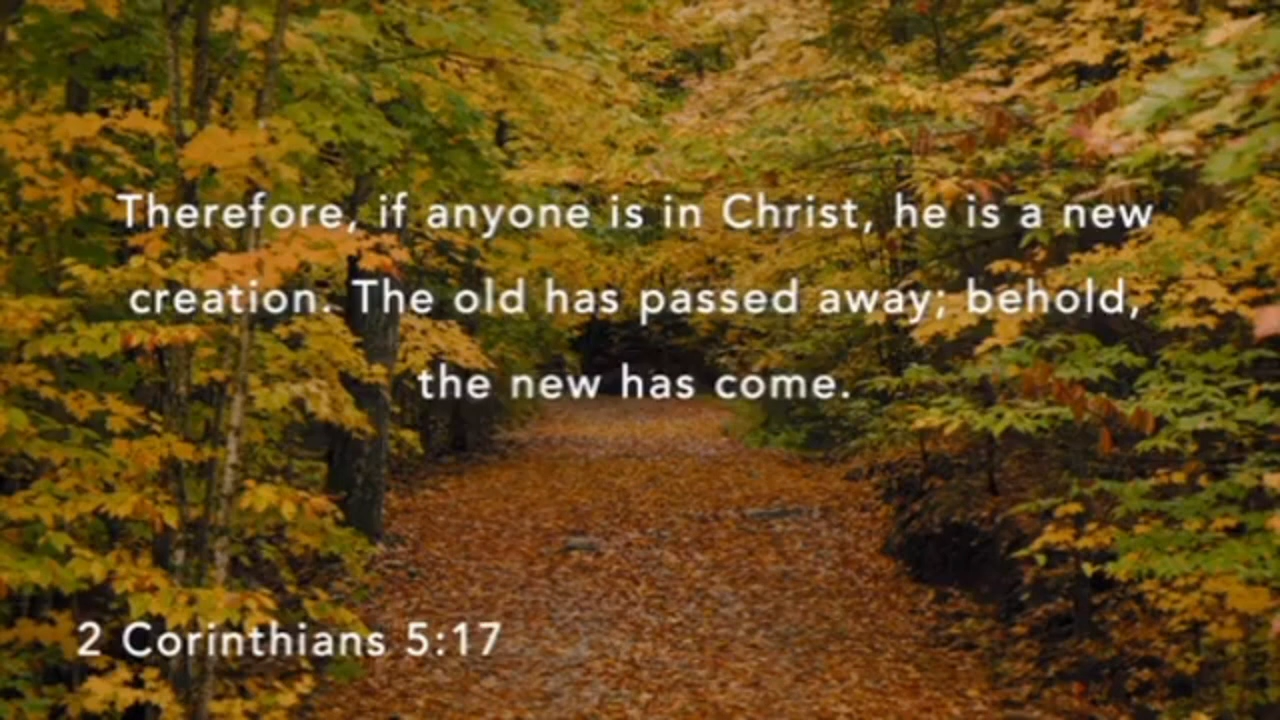 Therefore, if anyone is in Christ, he is a new
creation. The old has passed away; behold,
the new has come.
2 Corinthians 5:17